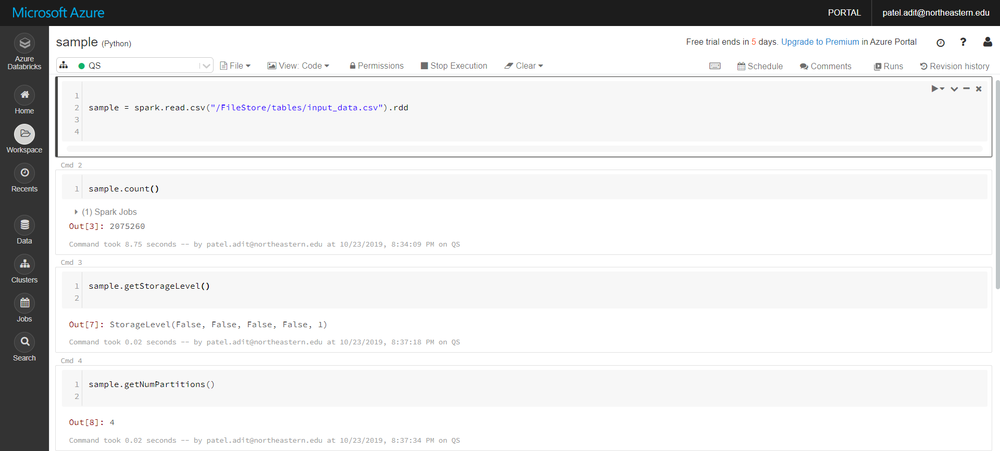 Microsoft Azure
PORTAL
patel.adit@northeastern.edu
Azure
Databricks
Home
Workspace
Recents
Data
Clusters
Jobs
Search
sample (Python)
Free trial ends in 5 days. Upgrade to Premium in Azure Portal
?
QS
File
View: Code
Permissions
Stop Execution
Clear
Schedule
Comments
Runs
Revision history
1
2 sample = spark.read.csv("/FileStore/tables/input_data.csv").rdd
3
4
Cmd 2
1 sample.count()
(1) Spark Jobs
Out[3]: 2075260
Command took 8.75 seconds -- by patel.adit@northeastern.edu at 10/23/2019, 8:34:09 PM on QS
Cmd 3
1 sample.getStorageLevel()
2
Out[7]: StorageLevel(False, False, False, False, 1)
Command took 0.02 seconds -- by patel.adit@northeastern.edu at 10/23/2019, 8:37:18 PM on QS
Cmd 4
1 sample.getNumPartitions()
2
Out[8]: 4
Command took 0.02 seconds -- by patel.adit@northeastern.edu at 10/23/2019, 8:37:34 PM on QS